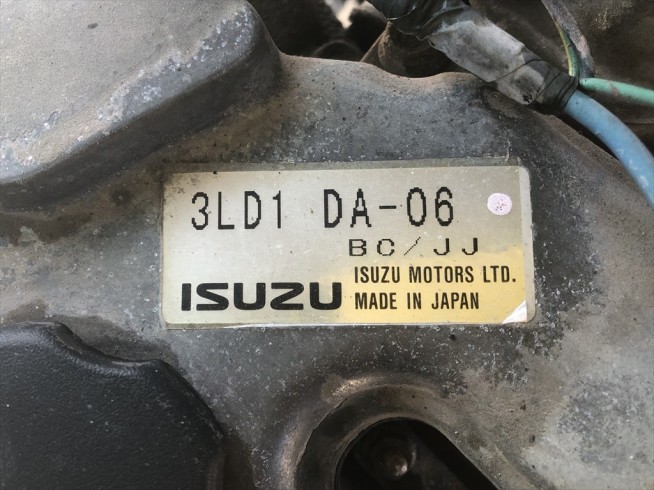 3LD1 DA-06
BC/JJ
ISUZU ISUZU MOTORS LTD.
MADE IN JAPAN